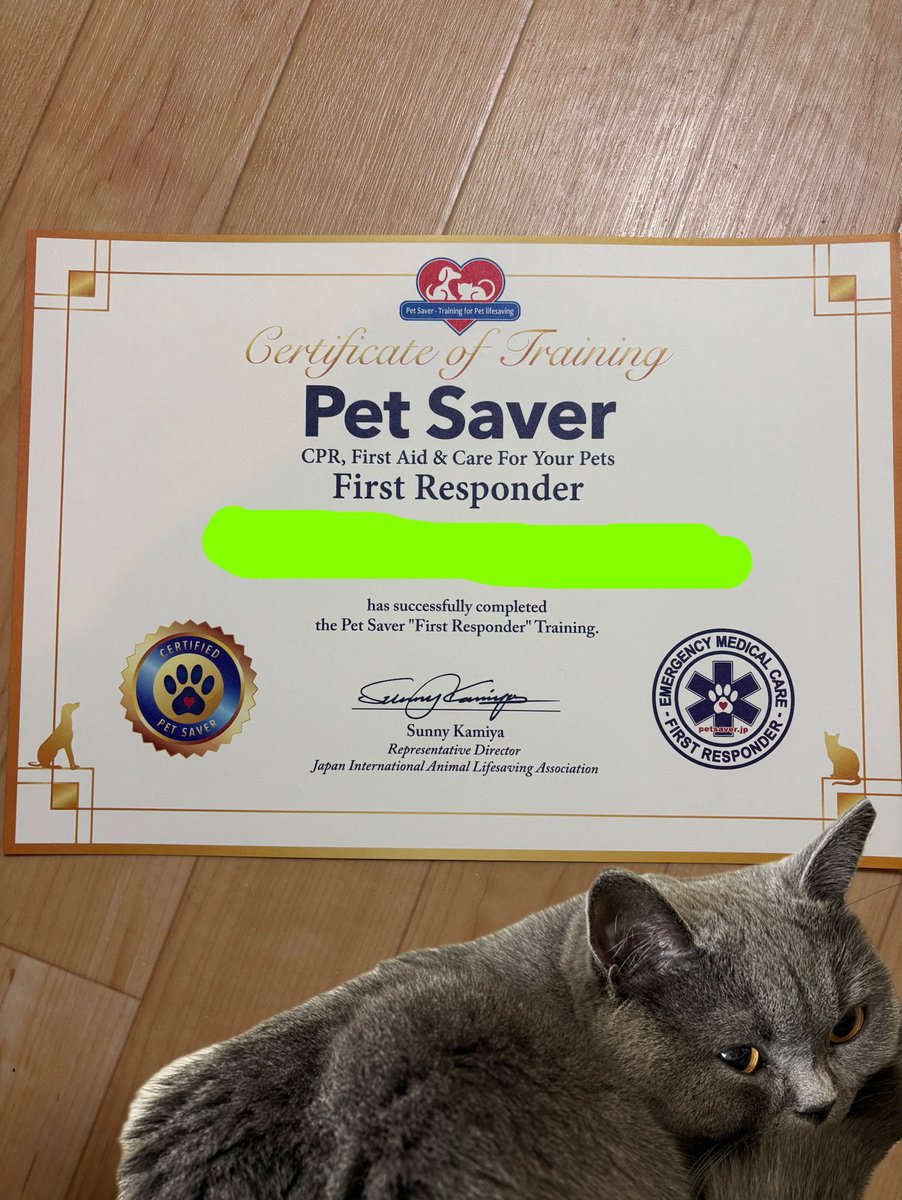 Pet Saver - Training for Pet lifesaving
Certificate of Training
Pet Saver
CPR, First Aid & Care For Your Pets
First Responder
has successfully completed
the Pet Saver "First Responder" Training.
CERTIFIED
PET SAVER
EMERGENCY MEDICAL CARE
petsaver.jp
- FIRST RESPONDER -
Sunny Kamiya
Sunny Kamiya
Representative Director
Japan International Animal Lifesaving Association